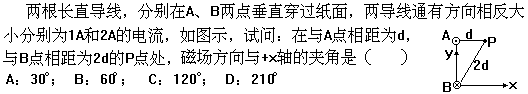 两根长直导线，分别在A、B两点垂直穿过纸面，两导线通有方向相反大
小分别为1A和2A的电流，如图示，试问：在与A点相距为d，
与B点相距为2d的P点处，磁场方向与+x轴的夹角是（ ）
A：30°； B：60°； C：120°； D：210°
A d P
y
2d
B x